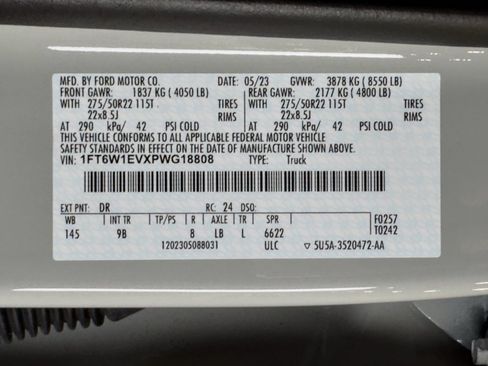 MFD. BY FORD MOTOR CO. DATE: 05/23 GVWR: 3878 KG ( 8550 LB)
FRONT GAWR: 1837 KG ( 4050 LB) REAR GAWR: 2177 KG ( 4800 LB)
WITH 275/50R22 115T TIRES WITH 275/50R22 115T TIRES
22x8.5J RIMS 22x8.5J RIMS
AT 290 kPa/ 42 PSI COLD AT 290 kPa/ 42 PSI COLD
THIS VEHICLE CONFORMS TO ALL APPLICABLE FEDERAL MOTOR VEHICLE
SAFETY STANDARDS IN EFFECT ON THE DATE OF MANUFACTURE SHOWN ABOVE.
VIN: 1FT6W1EVXPWG18808 TYPE: Truck
EXT PNT: DR RC: 24 DSO:
WB INT TR TP/PS R AXLE TR SPR F0257
145 9B 8 LB L 6622 T0242
1202305088031 ULC ▽ 5U5A-3520472-AA